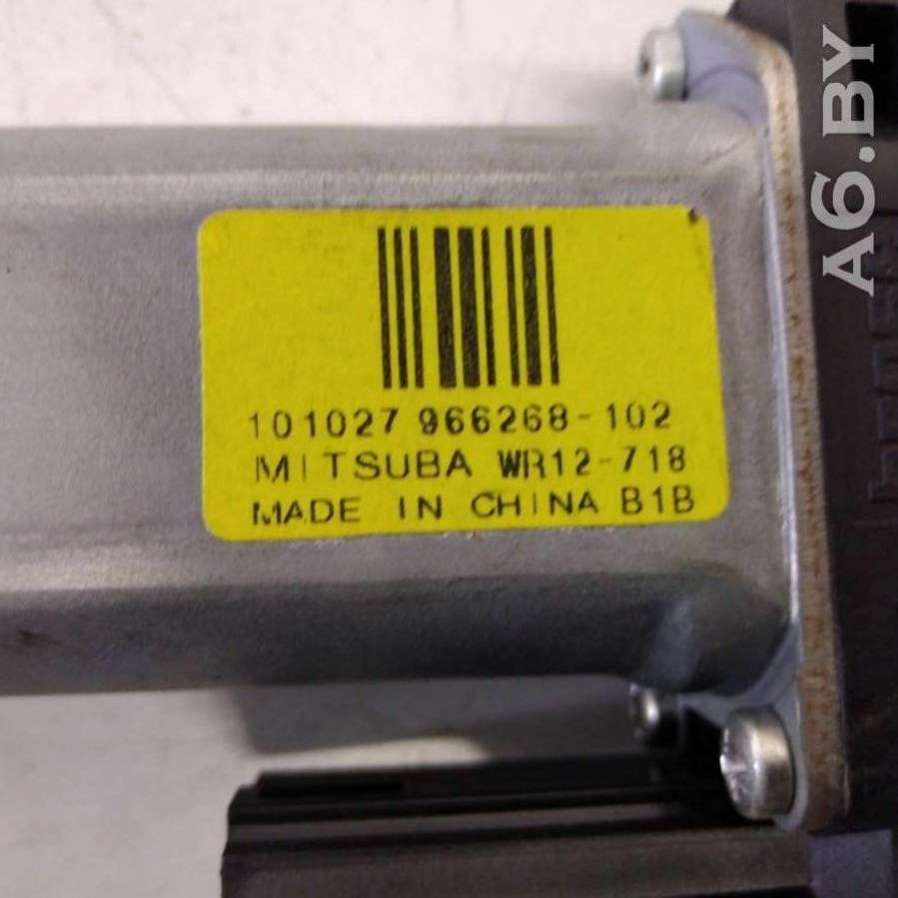 101027 966268-102
MITSUBA WR12-718
MADE IN CHINA B1B
A6.BY